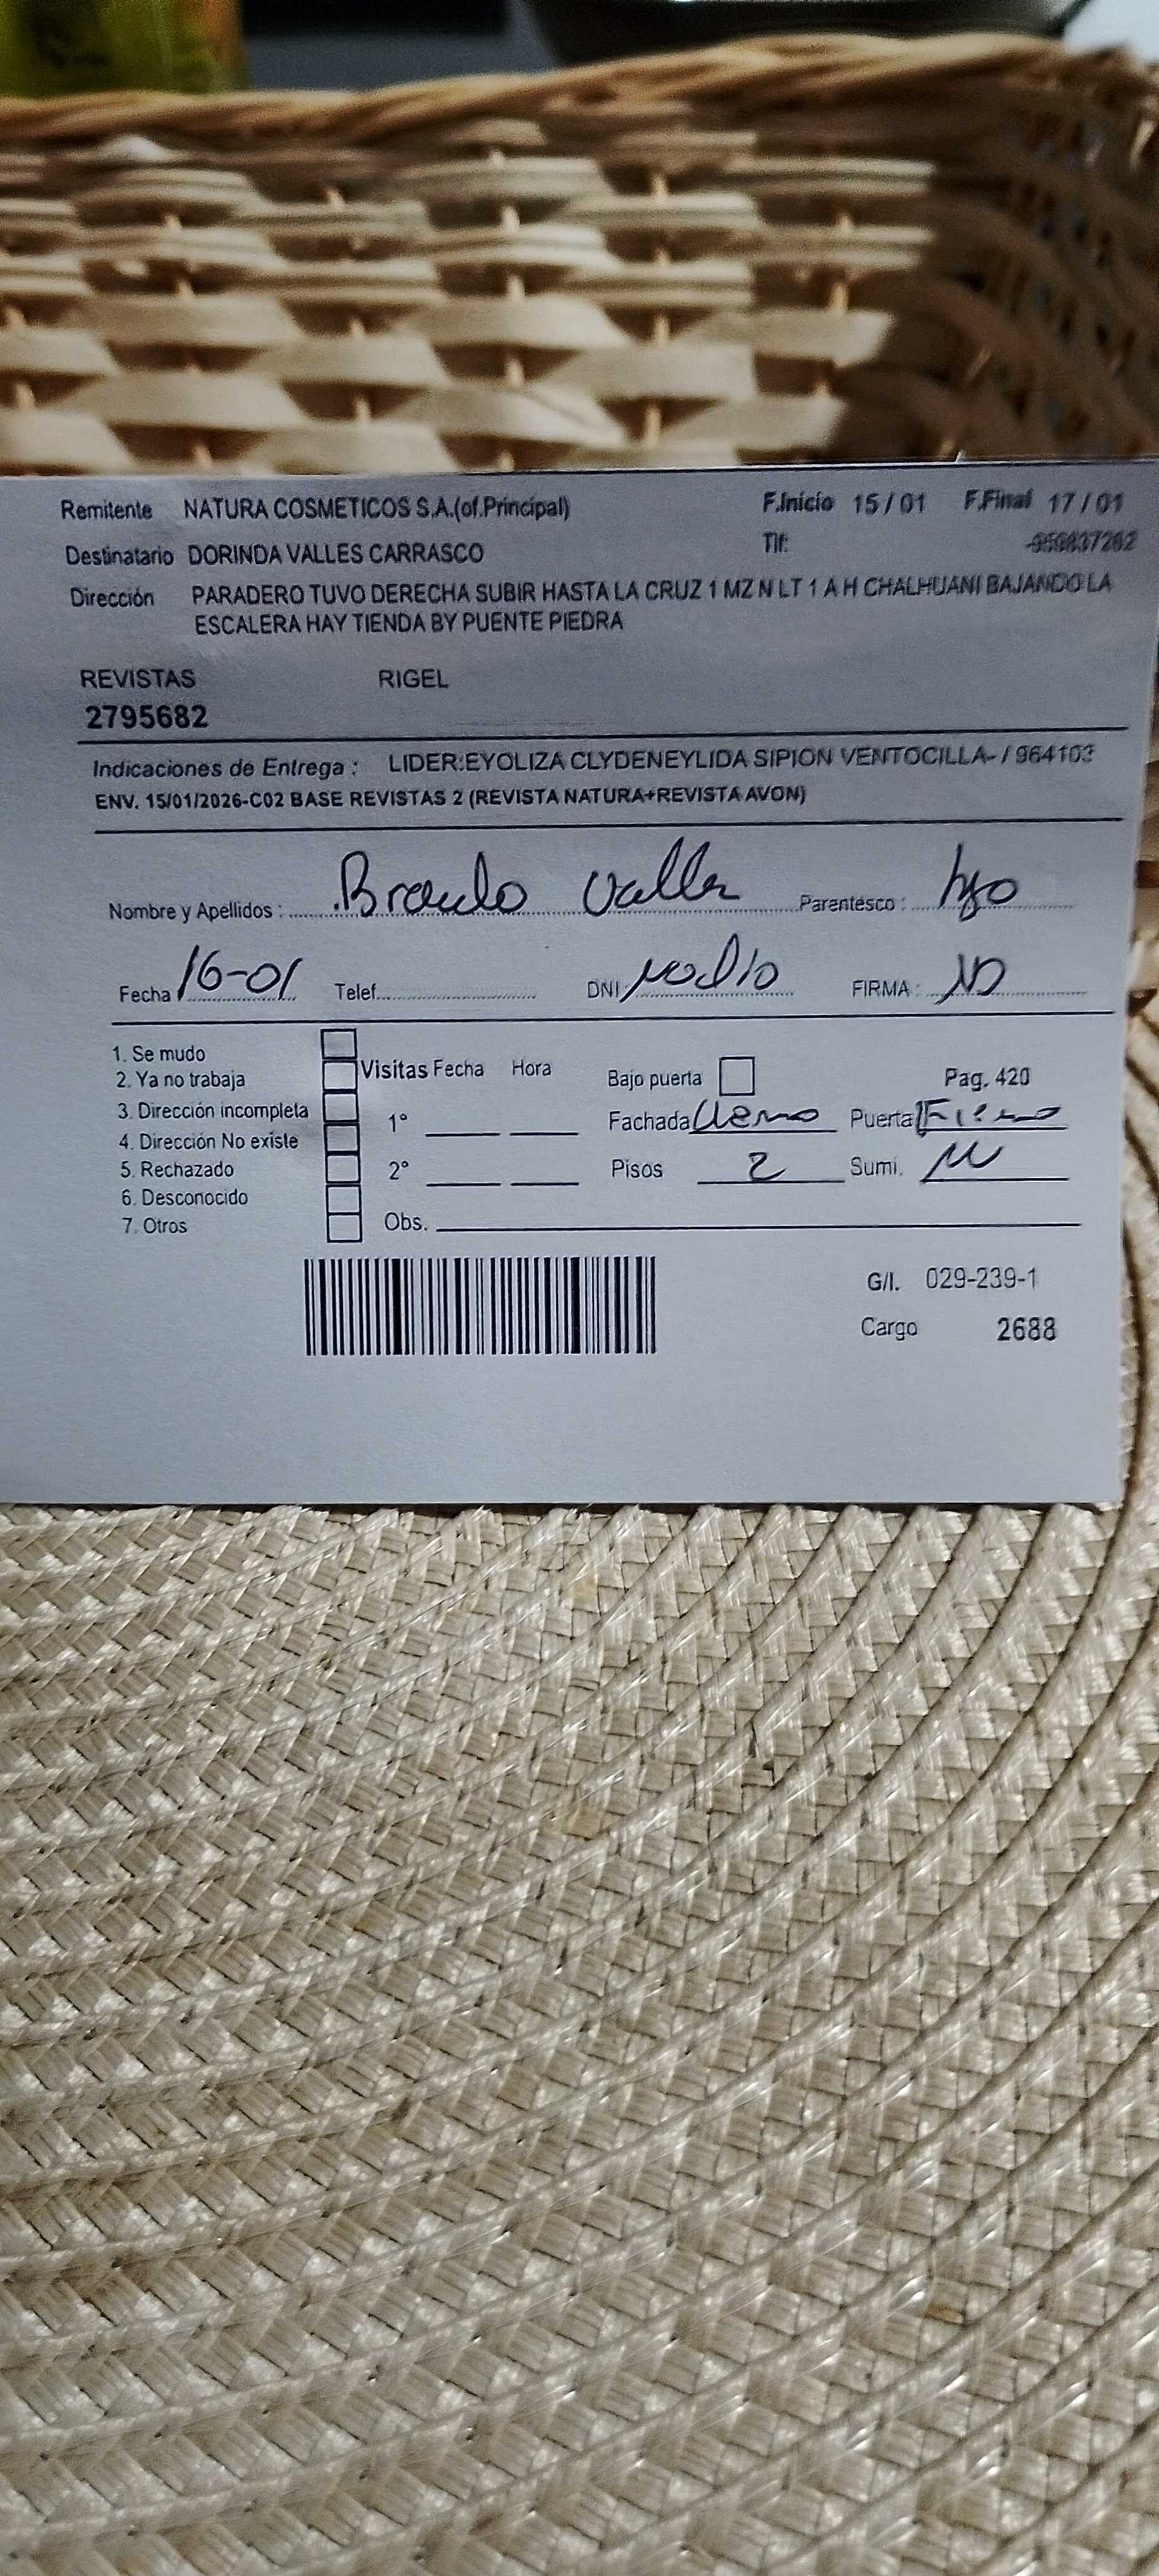 Remitente NATURA COSMETICOS S.A.(of.Principal) F.Inicio 15 / 01 F.Final 17 / 01
Destinatario DORINDA VALLES CARRASCO Tlf:
Dirección PARADERO TUVO DERECHA SUBIR HASTA LA CRUZ 1 MZ N LT 1 A H CHALHUANI BAJANDO LA
ESCALERA HAY TIENDA BY PUENTE PIEDRA
REVISTAS RIGEL
2795682
Indicaciones de Entrega : LIDER:EYOLIZA CLYDENEYLIDA SIPION VENTOCILLA- / 964103
ENV. 15/01/2026-C02 BASE REVISTAS 2 (REVISTA NATURA+REVISTA AVON)
Nombre y Apellidos : Braulo Valles Parentesco :
Fecha 16-01 Telef. DNI FIRMA :
1. Se mudo
2. Ya no trabaja Visitas Fecha Hora Bajo puerta Pag. 420
3. Dirección incompleta 1° Fachada Puerta Fierro
4. Dirección No existe
5. Rechazado 2° Pisos 2 Sumi.
6. Desconocido
7. Otros Obs.
G/I. 029-239-1
Cargo 2688